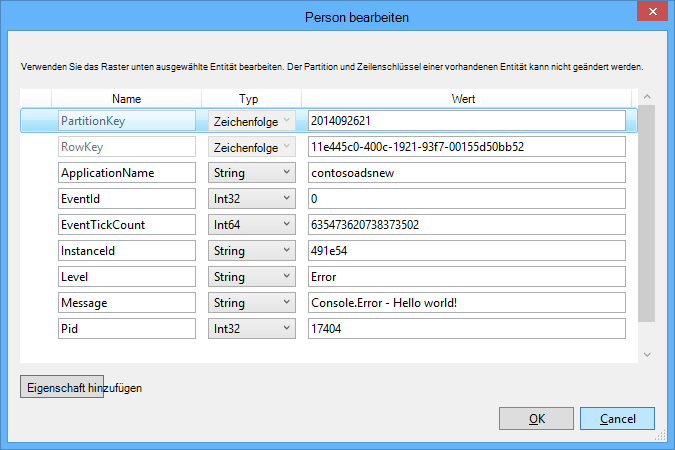 Person bearbeiten
Verwenden Sie das Raster unten ausgewählte Entität bearbeiten. Der Partition und Zeilenschlüssel einer vorhandenen Entität kann nicht geändert werden.
Name Typ Wert
PartitionKey Zeichenfolge 2014092621
RowKey Zeichenfolge 11e445c0-400c-1921-93f7-00155d50bb52
ApplicationName String contosoadsnew
EventId Int32 0
EventTickCount Int64 635473620738373502
InstanceId String 491e54
Level String Error
Message String Console.Error - Hello world!
Pid Int32 17404
Eigenschaft hinzufügen
OK Cancel